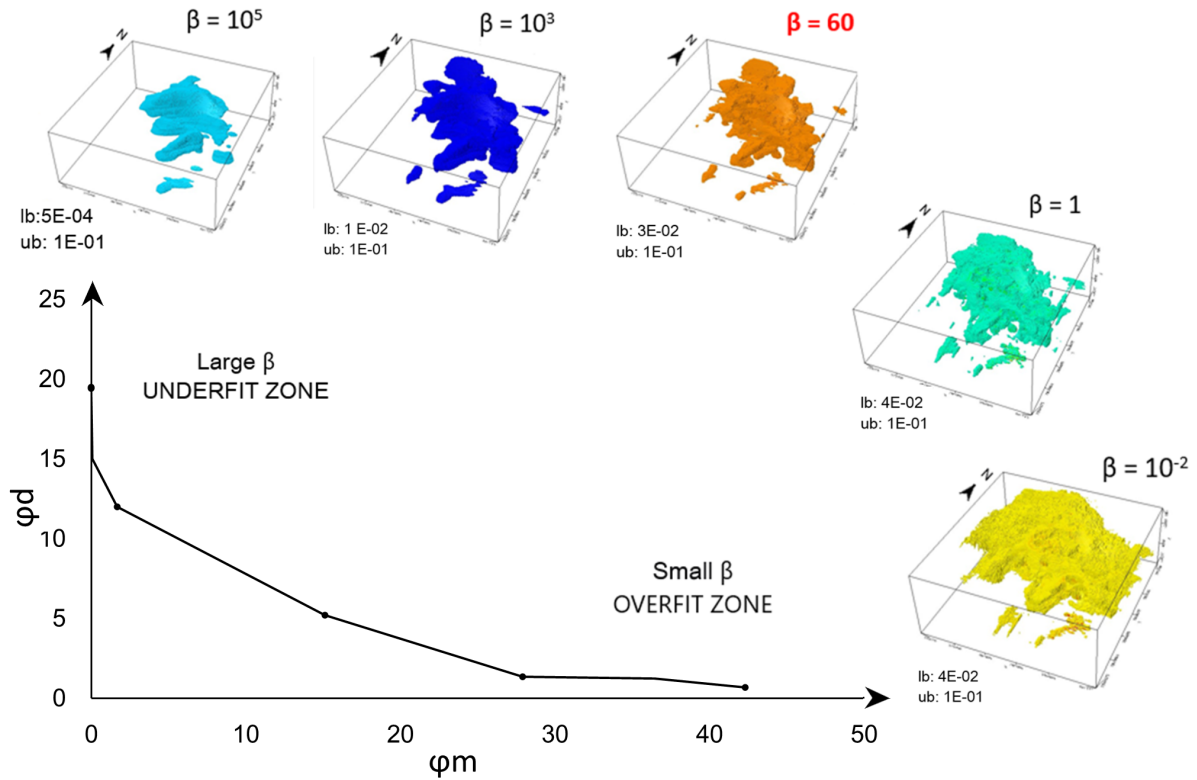 β = 10⁵
N
lb:5E-04
ub: 1E-01
β = 10³
N
lb: 1 E-02
ub: 1E-01
β = 60
N
lb: 3E-02
ub: 1E-01
β = 1
N
lb: 4E-02
ub: 1E-01
β = 10⁻²
N
lb: 4E-02
ub: 1E-01
25
20
15
10
5
0
φd
Large β
UNDERFIT ZONE
Small β
OVERFIT ZONE
0 10 20 30 40 50
φm